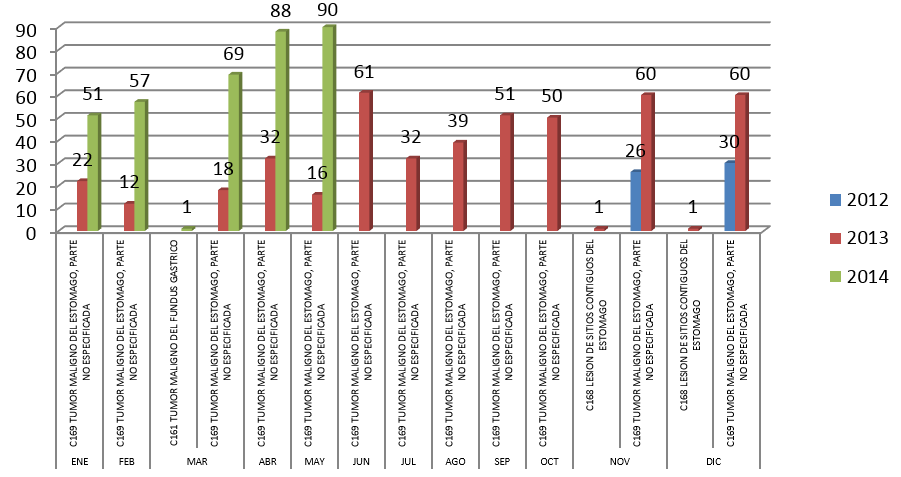 90
80
70
60
50
40
30
20
10
0
22
51
12
57
1
18
69
32
88
16
90
61
32
39
51
50
1
26
60
1
30
60
C169 TUMOR MALIGNO DEL ESTOMAGO, PARTE
NO ESPECIFICADA
C169 TUMOR MALIGNO DEL ESTOMAGO, PARTE
NO ESPECIFICADA
C161 TUMOR MALIGNO DEL FUNDUS GASTRICO
C169 TUMOR MALIGNO DEL ESTOMAGO, PARTE
NO ESPECIFICADA
C169 TUMOR MALIGNO DEL ESTOMAGO, PARTE
NO ESPECIFICADA
C169 TUMOR MALIGNO DEL ESTOMAGO, PARTE
NO ESPECIFICADA
C169 TUMOR MALIGNO DEL ESTOMAGO, PARTE
NO ESPECIFICADA
C169 TUMOR MALIGNO DEL ESTOMAGO, PARTE
NO ESPECIFICADA
C169 TUMOR MALIGNO DEL ESTOMAGO, PARTE
NO ESPECIFICADA
C169 TUMOR MALIGNO DEL ESTOMAGO, PARTE
NO ESPECIFICADA
C169 TUMOR MALIGNO DEL ESTOMAGO, PARTE
NO ESPECIFICADA
C168 LESION DE SITIOS CONTIGUOS DEL
ESTOMAGO
C169 TUMOR MALIGNO DEL ESTOMAGO, PARTE
NO ESPECIFICADA
C168 LESION DE SITIOS CONTIGUOS DEL
ESTOMAGO
C169 TUMOR MALIGNO DEL ESTOMAGO, PARTE
NO ESPECIFICADA
ENE
FEB
MAR
ABR
MAY
JUN
JUL
AGO
SEP
OCT
NOV
DIC
2012
2013
2014